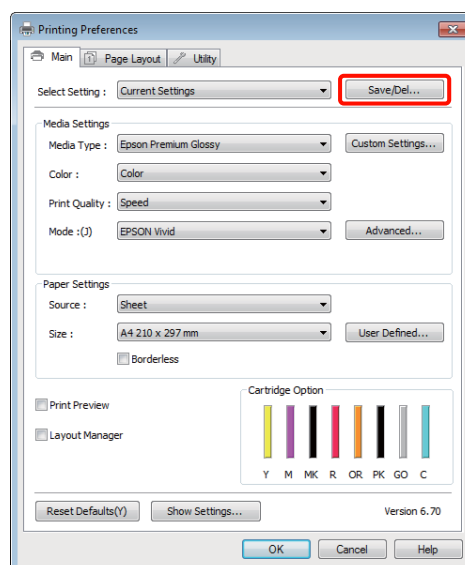 Printing Preferences
Main Page Layout Utility
Select Setting : Current Settings Save/Del...
Media Settings
Media Type : Epson Premium Glossy Custom Settings...
Color : Color
Print Quality : Speed
Mode :(J) EPSON Vivid Advanced...
Paper Settings
Source : Sheet
Size : A4 210 x 297 mm User Defined...
Borderless
Cartridge Option
Print Preview
Layout Manager
Y M MK R OR PK GO C
Reset Defaults(Y) Show Settings... Version 6.70
OK Cancel Help